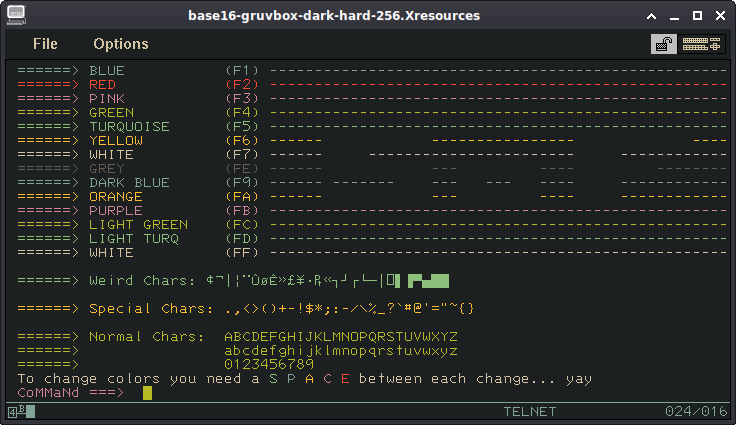 base16-gruvbox-dark-hard-256.Xresources
File Options
======> BLUE (F1) ---------------------------------------------------
======> RED (F2) ---------------------------------------------------
======> PINK (F3) ---------------------------------------------------
======> GREEN (F4) ---------------------------------------------------
======> TURQUOISE (F5) ---------------------------------------------------
======> YELLOW (F6) ------ ---------------- ----
======> WHITE (F7) ------ ---------------------- ------------
======> GREY (FE) ------ --- ---
======> DARK BLUE (F9) ------ ------- --- --- --- ------------
======> ORANGE (FA) ------------------ --- --- ------------
======> PURPLE (FB) ---------------------------------------------------
======> LIGHT GREEN (FC) ---------------------------------------------------
======> LIGHT TURQ (FD) ---------------------------------------------------
======> WHITE (FF) ---------------------------------------------------
======> Weird Chars: ¢¬|¦¨ÛøÊ»£¥·₧«┐┘┌└─│
======> Special Chars: .,<>()+-!$*;:-/\%_?`#@'="~{}
======> Normal Chars: ABCDEFGHIJKLMNOPQRSTUVWXYZ
======> abcdefghijklmnopqrstuvwxyz
======> 0123456789
To change colors you need a S P A C E between each change... yay
CoMMaNd ===>
4B TELNET 024/016